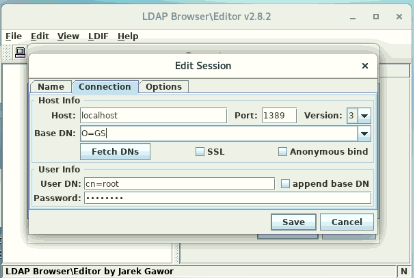 LDAP Browser\Editor v2.8.2
File Edit View LDIF Help
Edit Session
Name Connection Options
Host Info
Host: localhost Port: 1389 Version: 3
Base DN: O=GS
Fetch DNs SSL Anonymous bind
User Info
User DN: cn=root append base DN
Password: ••••••••
Save Cancel
LDAP Browser\Editor by Jarek Gawor N